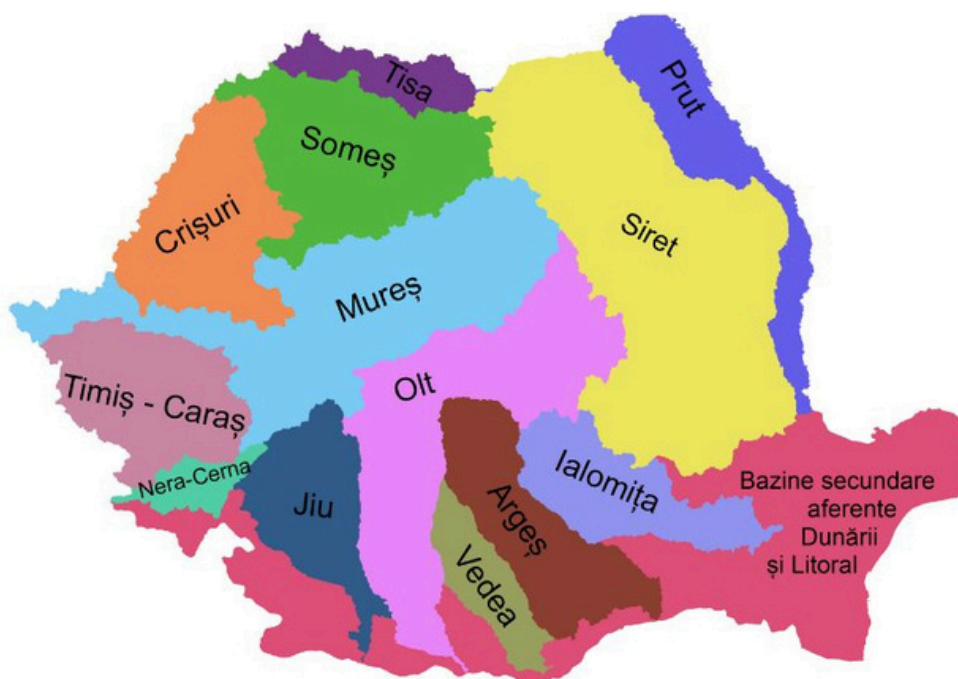 Tisa
Prut
Someș
Crișuri
Siret
Mureș
Timiș - Caraș
Olt
Nera-Cerna
Jiu
Argeș
Vedea
Ialomița
Bazine secundare
aferente
Dunării
și Litoral